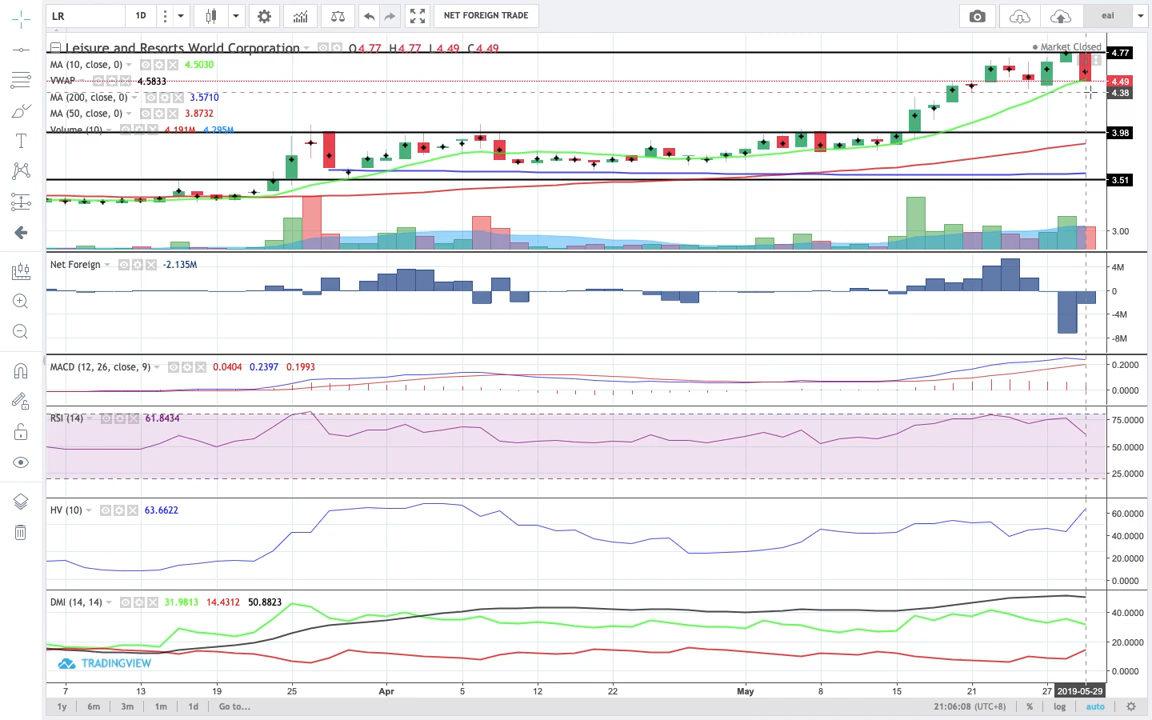 LR 1D NET FOREIGN TRADE eal
Leisure and Resorts World Corporation O4.77 H4.77 L4.49 C4.49
Market Closed
MA (10, close, 0) 4.5030
VWAP 4.5833
MA (200, close, 0) 3.5710
MA (50, close, 0) 3.8732
Volume (10) 4.191M 4.295M
4.77
4.49
4.38
3.98
3.51
3.00
Net Foreign -2.135M
4M
0
-4M
-8M
MACD (12, 26, close, 9) 0.0404 0.2397 0.1993
0.2000
0.0000
RSI (14) 61.8434
75.0000
50.0000
25.0000
HV (10) 63.6622
60.0000
40.0000
20.0000
0.0000
DMI (14, 14) 31.9813 14.4312 50.8823
40.0000
20.0000
0.0000
TRADINGVIEW
7 13 19 25 Apr 5 12 22 May 8 15 21 27 2019-05-29
1y 6m 3m 1m 1d Go to... 21:06:08 (UTC+8) % log auto